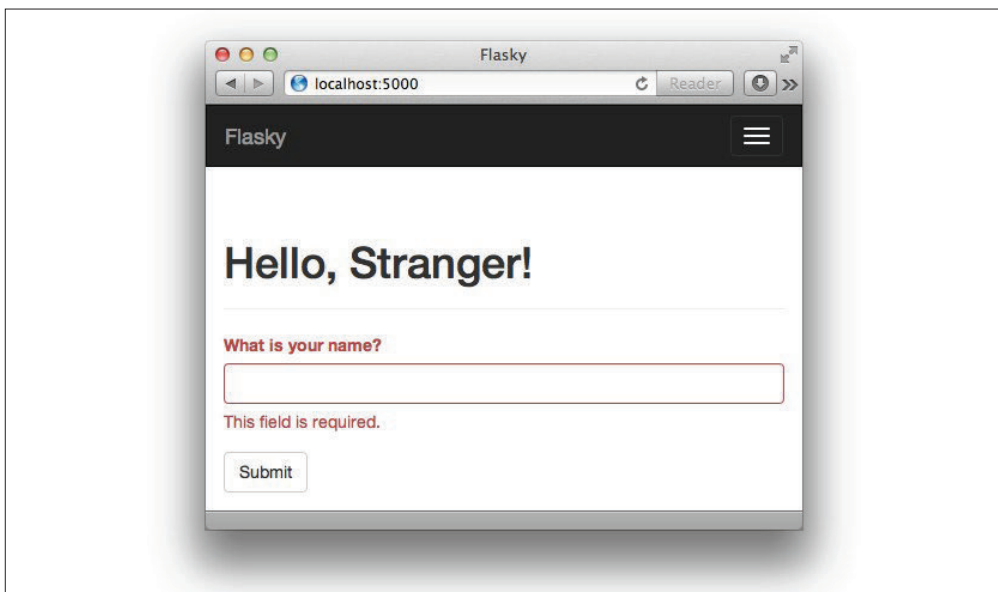 Flasky
localhost:5000
Reader
Flasky
Hello, Stranger!
What is your name?
This field is required.
Submit